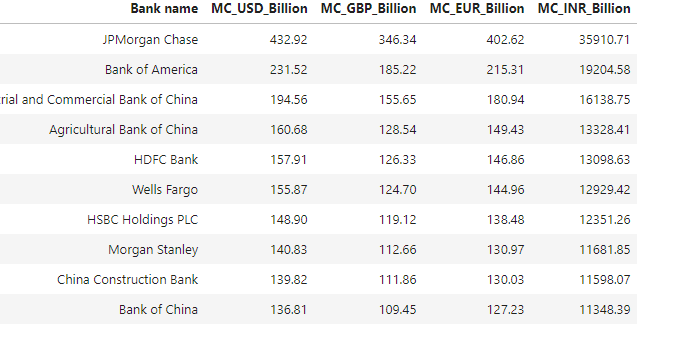 Bank name MC_USD_Billion MC_GBP_Billion MC_EUR_Billion MC_INR_Billion
JPMorgan Chase 432.92 346.34 402.62 35910.71
Bank of America 231.52 185.22 215.31 19204.58
trial and Commercial Bank of China 194.56 155.65 180.94 16138.75
Agricultural Bank of China 160.68 128.54 149.43 13328.41
HDFC Bank 157.91 126.33 146.86 13098.63
Wells Fargo 155.87 124.70 144.96 12929.42
HSBC Holdings PLC 148.90 119.12 138.48 12351.26
Morgan Stanley 140.83 112.66 130.97 11681.85
China Construction Bank 139.82 111.86 130.03 11598.07
Bank of China 136.81 109.45 127.23 11348.39